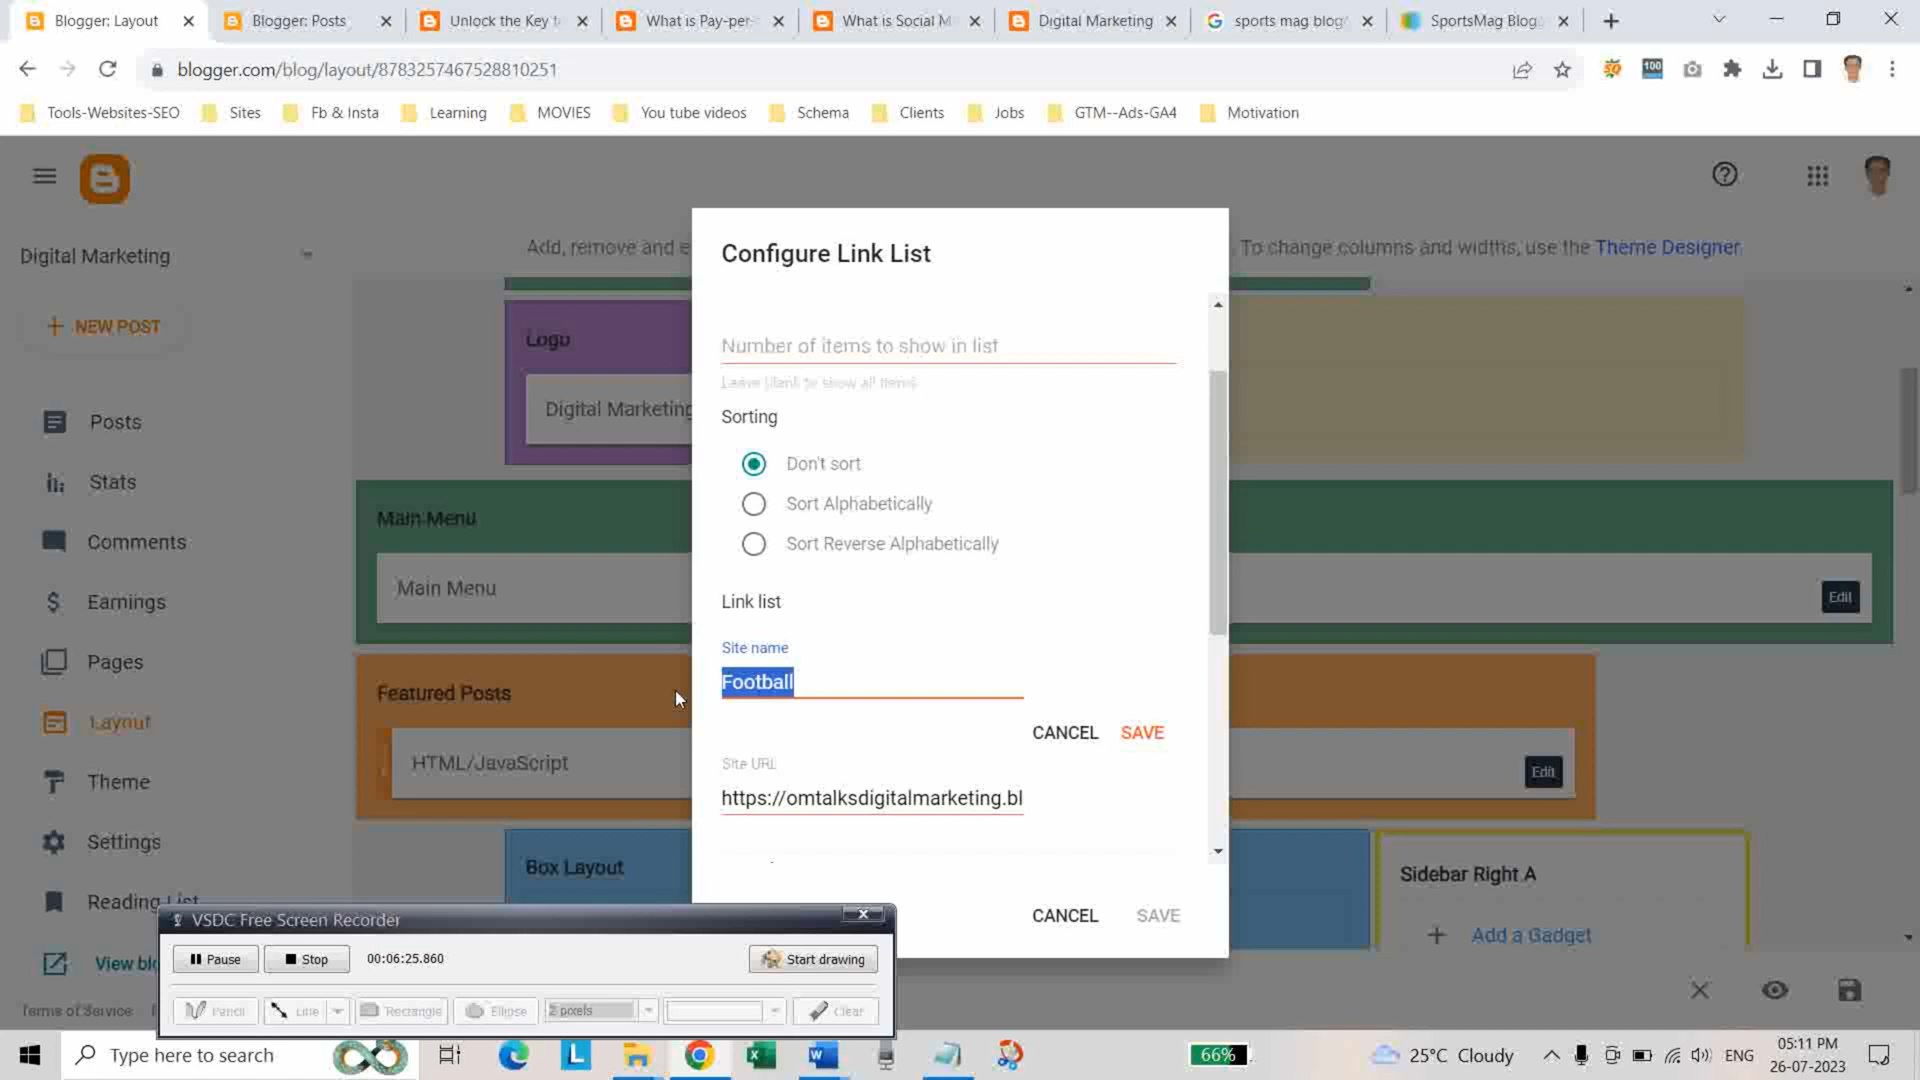 Blogger: Layout
Blogger: Posts
Unlock the Key t
What is Pay-per-
What is Social M
Digital Marketing
sports mag blog
SportsMag Blog
blogger.com/blog/layout/8783257467528810251
100
Tools-Websites-SEO
Sites
Fb & Insta
Learning
MOVIES
You tube videos
Schema
Clients
Jobs
GTM--Ads-GA4
Motivation
Digital Marketing
NEW POST
Posts
Stats
Comments
Earnings
Pages
Layout
Theme
Settings
Reading List
View blo
Terms of Service
Add, remove and e
To change columns and widths, use the Theme Designer.
Logo
Digital Marketing
Main Menu
Main Menu
Edit
Featured Posts
HTML/JavaScript
Edit
Box Layout
Sidebar Right A
Add a Gadget
Configure Link List
Number of items to show in list
Leave blank to show all items
Sorting
Don't sort
Sort Alphabetically
Sort Reverse Alphabetically
Link list
Site name
Football
CANCEL
SAVE
Site URL
https://omtalksdigitalmarketing.bl
CANCEL
SAVE
VSDC Free Screen Recorder
Pause
Stop
00:06:25.860
Start drawing
Pencil
Line
Rectangle
Ellipse
2 pixels
Clear
Type here to search
66%
25°C Cloudy
ENG
05:11 PM
26-07-2023